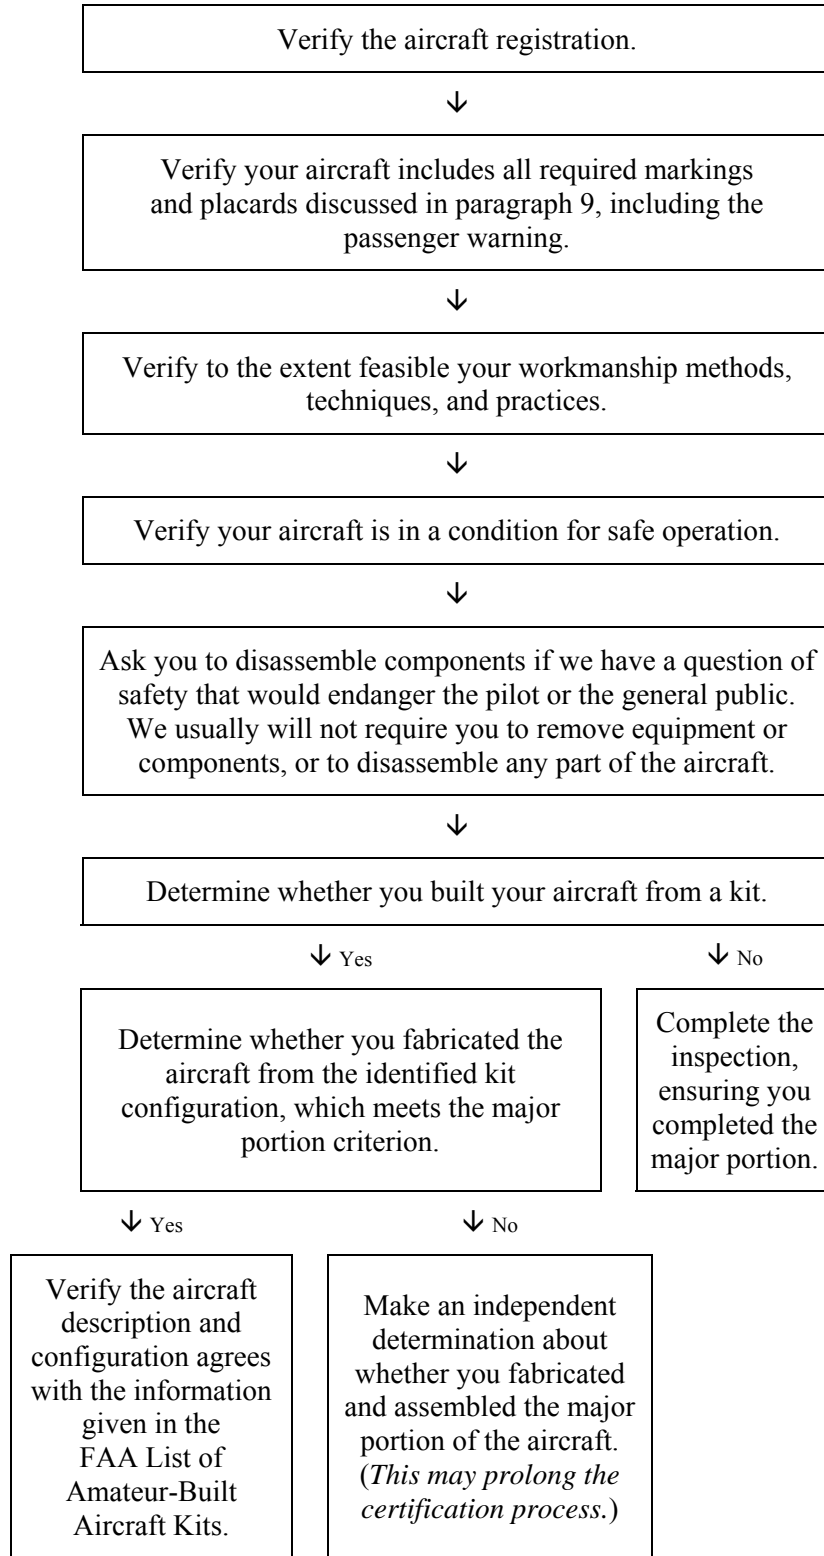 Verify the aircraft registration.
↓
Verify your aircraft includes all required markings
and placards discussed in paragraph 9, including the
passenger warning.
↓
Verify to the extent feasible your workmanship methods,
techniques, and practices.
↓
Verify your aircraft is in a condition for safe operation.
↓
Ask you to disassemble components if we have a question of
safety that would endanger the pilot or the general public.
We usually will not require you to remove equipment or
components, or to disassemble any part of the aircraft.
↓
Determine whether you built your aircraft from a kit.
↓ Yes
Determine whether you fabricated the
aircraft from the identified kit
configuration, which meets the major
portion criterion.
↓ No
Complete the
inspection,
ensuring you
completed the
major portion.
↓ Yes
Verify the aircraft
description and
configuration agrees
with the information
given in the
FAA List of
Amateur-Built
Aircraft Kits.
↓ No
Make an independent
determination about
whether you fabricated
and assembled the major
portion of the aircraft.
(This may prolong the
certification process.)